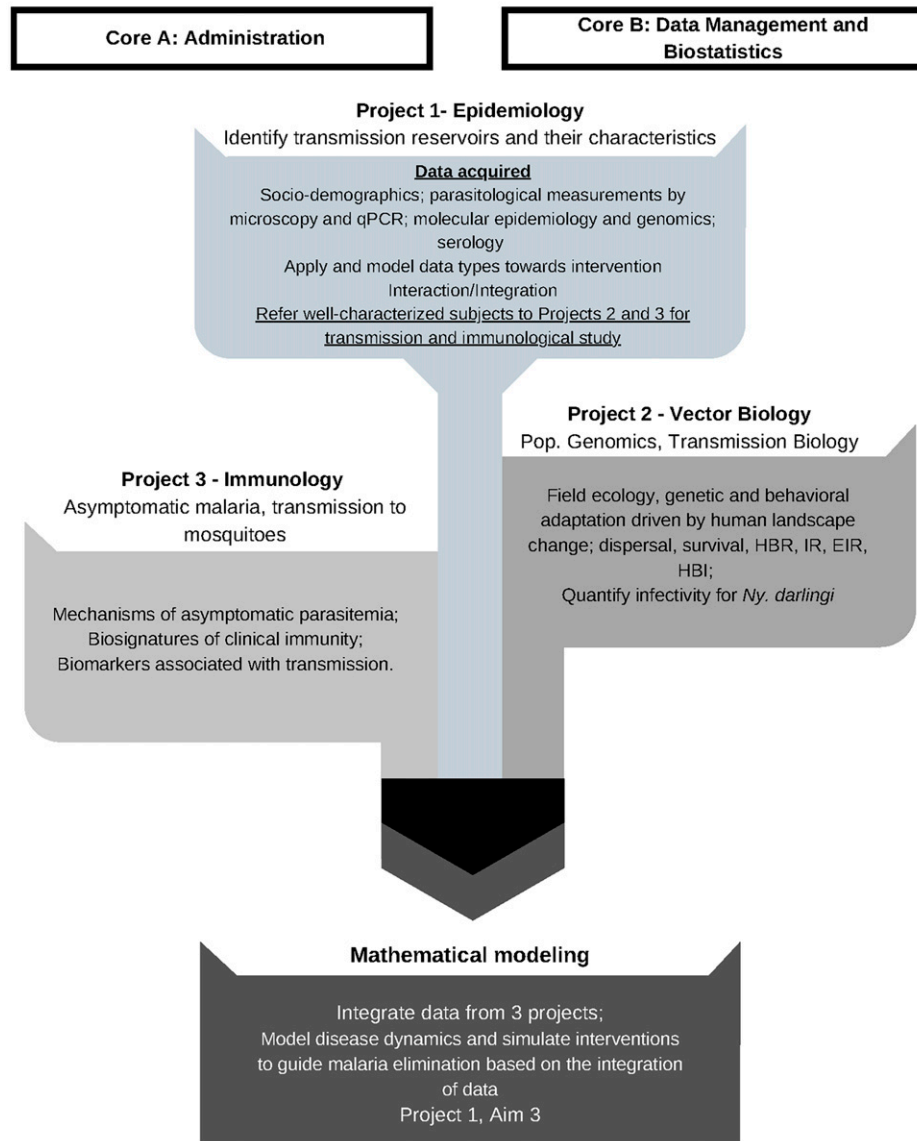 Core A: Administration
Core B: Data Management and
Biostatistics
Project 1- Epidemiology
Identify transmission reservoirs and their characteristics
Data acquired
Socio-demographics; parasitological measurements by
microscopy and qPCR; molecular epidemiology and genomics;
serology
Apply and model data types towards intervention
Interaction/Integration
Refer well-characterized subjects to Projects 2 and 3 for
transmission and immunological study
Project 2 - Vector Biology
Pop. Genomics, Transmission Biology
Field ecology, genetic and behavioral
adaptation driven by human landscape
change; dispersal, survival, HBR, IR, EIR,
HBI;
Quantify infectivity for Ny. darlingi
Project 3 - Immunology
Asymptomatic malaria, transmission to
mosquitoes
Mechanisms of asymptomatic parasitemia;
Biosignatures of clinical immunity;
Biomarkers associated with transmission.
Mathematical modeling
Integrate data from 3 projects;
Model disease dynamics and simulate interventions
to guide malaria elimination based on the integration
of data
Project 1, Aim 3